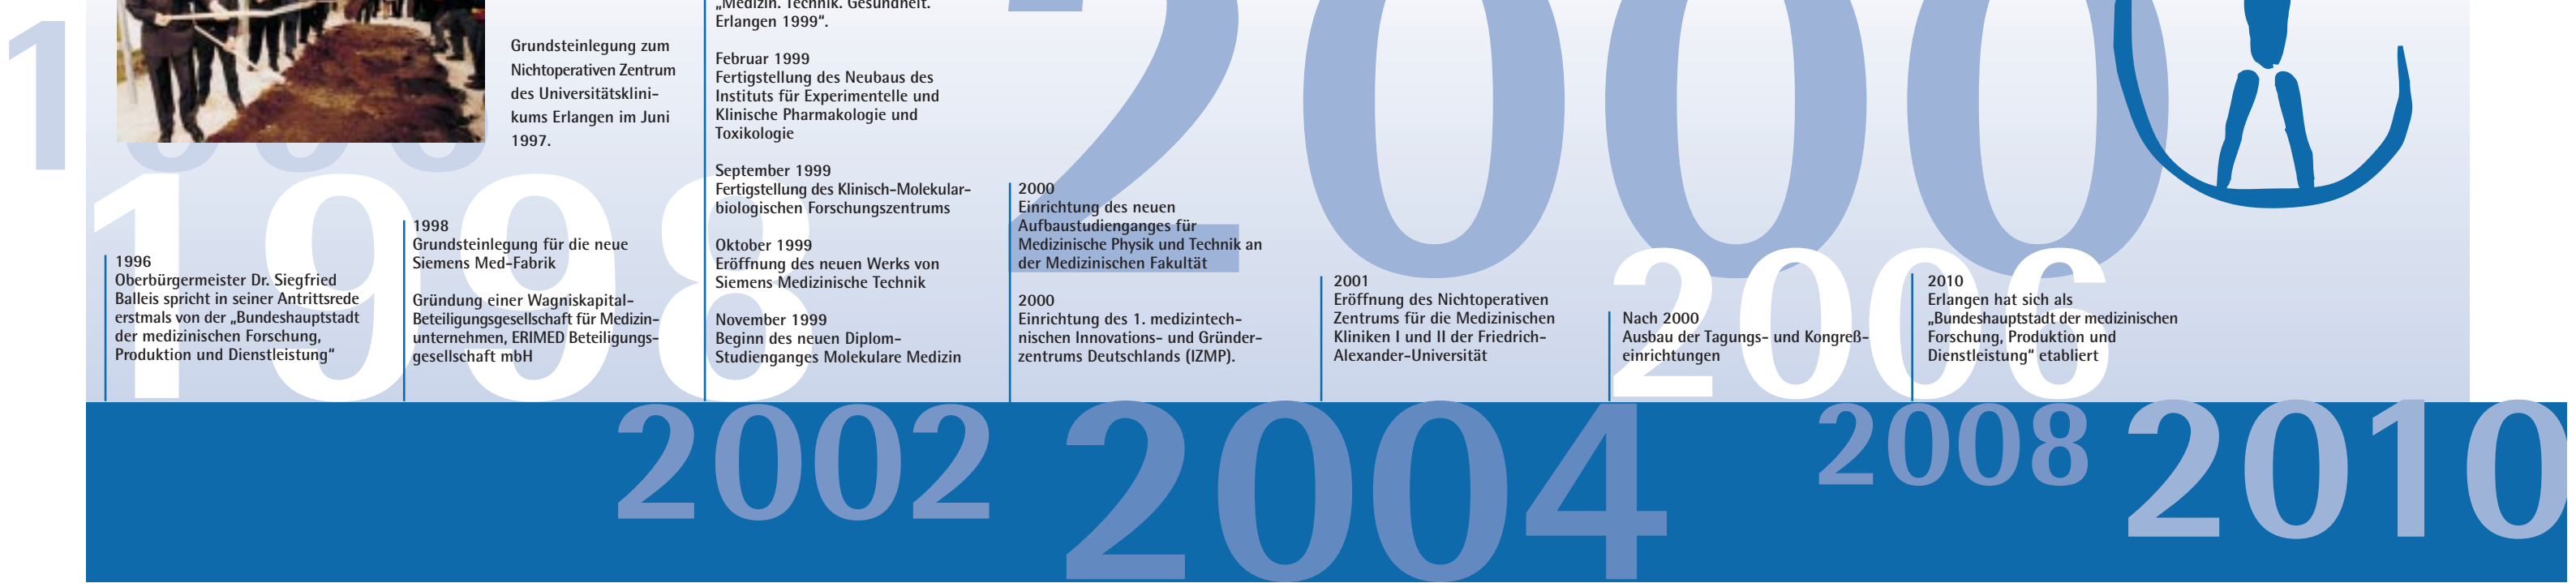 Grundsteinlegung zum
Nichtoperativen Zentrum
des Universitätsklini-
kums Erlangen im Juni
1997.
1996
Oberbürgermeister Dr. Siegfried
Balleis spricht in seiner Antrittsrede
erstmals von der „Bundeshauptstadt
der medizinischen Forschung,
Produktion und Dienstleistung“
1998
Grundsteinlegung für die neue
Siemens Med-Fabrik
Gründung einer Wagniskapital-
Beteiligungsgesellschaft für Medizin-
unternehmen, ERIMED Beteiligungs-
gesellschaft mbH
„Medizin. Technik. Gesundheit.
Erlangen 1999“.
Februar 1999
Fertigstellung des Neubaus des
Instituts für Experimentelle und
Klinische Pharmakologie und
Toxikologie
September 1999
Fertigstellung des Klinisch-Molekular-
biologischen Forschungszentrums
Oktober 1999
Eröffnung des neuen Werks von
Siemens Medizinische Technik
November 1999
Beginn des neuen Diplom-
Studienganges Molekulare Medizin
2000
Einrichtung des neuen
Aufbaustudienganges für
Medizinische Physik und Technik an
der Medizinischen Fakultät
2000
Einrichtung des 1. medizintech-
nischen Innovations- und Gründer-
zentrums Deutschlands (IZMP).
2001
Eröffnung des Nichtoperativen
Zentrums für die Medizinischen
Kliniken I und II der Friedrich-
Alexander-Universität
Nach 2000
Ausbau der Tagungs- und Kongreß-
einrichtungen
2010
Erlangen hat sich als
„Bundeshauptstadt der medizinischen
Forschung, Produktion und
Dienstleistung“ etabliert
1998
2000
2006
2002
2004
2008
2010